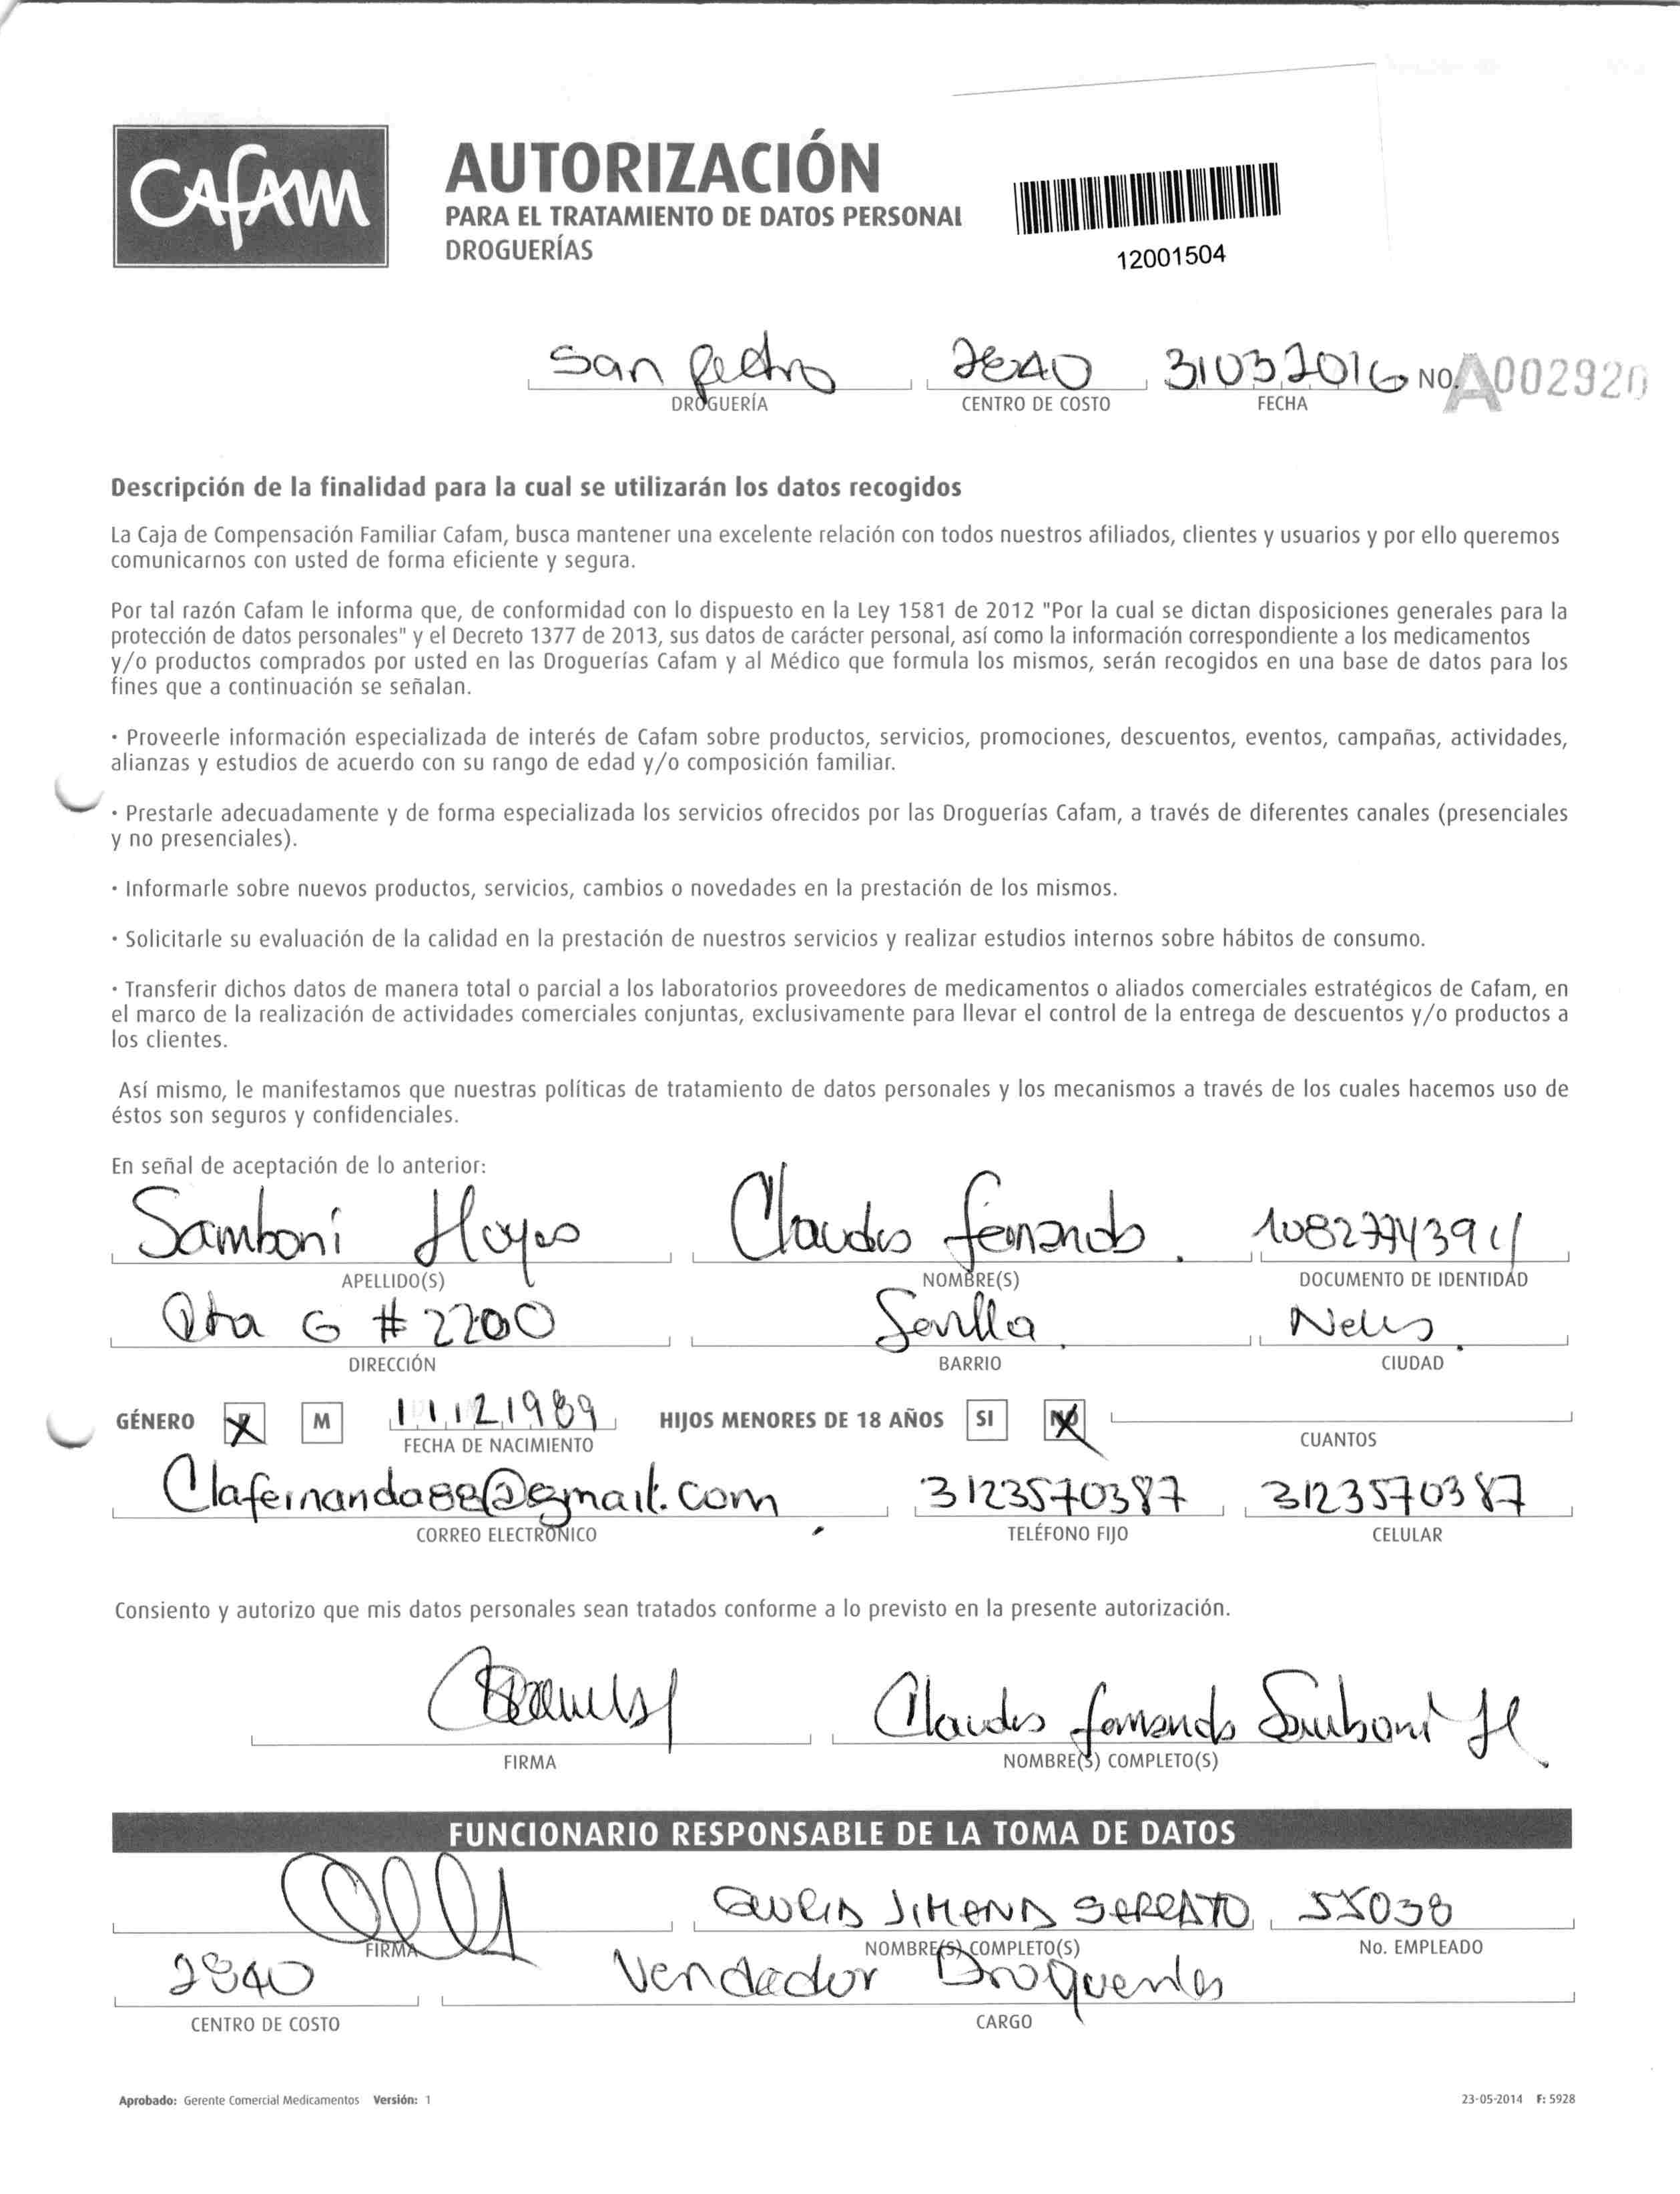 CAFAM
AUTORIZACIÓN
PARA EL TRATAMIENTO DE DATOS PERSONAL
DROGUERÍAS
12001504
San Pedro 2840 31032016 NO. A002920
DROGUERÍA CENTRO DE COSTO FECHA
Descripción de la finalidad para la cual se utilizarán los datos recogidos
La Caja de Compensación Familiar Cafam, busca mantener una excelente relación con todos nuestros afiliados, clientes y usuarios y por ello queremos
comunicarnos con usted de forma eficiente y segura.
Por tal razón Cafam le informa que, de conformidad con lo dispuesto en la Ley 1581 de 2012 "Por la cual se dictan disposiciones generales para la
protección de datos personales" y el Decreto 1377 de 2013, sus datos de carácter personal, así como la información correspondiente a los medicamentos
y/o productos comprados por usted en las Droguerías Cafam y al Médico que formula los mismos, serán recogidos en una base de datos para los
fines que a continuación se señalan.
· Proveerle información especializada de interés de Cafam sobre productos, servicios, promociones, descuentos, eventos, campañas, actividades,
alianzas y estudios de acuerdo con su rango de edad y/o composición familiar.
· Prestarle adecuadamente y de forma especializada los servicios ofrecidos por las Droguerías Cafam, a través de diferentes canales (presenciales
y no presenciales).
· Informarle sobre nuevos productos, servicios, cambios o novedades en la prestación de los mismos.
· Solicitarle su evaluación de la calidad en la prestación de nuestros servicios y realizar estudios internos sobre hábitos de consumo.
· Transferir dichos datos de manera total o parcial a los laboratorios proveedores de medicamentos o aliados comerciales estratégicos de Cafam, en
el marco de la realización de actividades comerciales conjuntas, exclusivamente para llevar el control de la entrega de descuentos y/o productos a
los clientes.
Así mismo, le manifestamos que nuestras políticas de tratamiento de datos personales y los mecanismos a través de los cuales hacemos uso de
éstos son seguros y confidenciales.
En señal de aceptación de lo anterior:
Samboni Hoyos Claudia fernanda. 1082774394
APELLIDO(S) NOMBRE(S) DOCUMENTO DE IDENTIDAD
# 2200 Sevilla.
DIRECCIÓN BARRIO CIUDAD
GÉNERO F M 11121989 HIJOS MENORES DE 18 AÑOS SI NO
FECHA DE NACIMIENTO CUANTOS
Clafernanda88@gmail.com 3123570387 3123570387
CORREO ELECTRÓNICO TELÉFONO FIJO CELULAR
Consiento y autorizo que mis datos personales sean tratados conforme a lo previsto en la presente autorización.
Claudia fernanda Samboni H
FIRMA NOMBRE(S) COMPLETO(S)
FUNCIONARIO RESPONSABLE DE LA TOMA DE DATOS
JIMENA 55038
FIRMA NOMBRE(S) COMPLETO(S) No. EMPLEADO
2840 Vendedor Droguerias
CENTRO DE COSTO CARGO
Aprobado: Gerente Comercial Medicamentos Versión: 1 23-05-2014 F: 5928